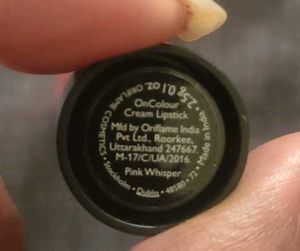 OnColour
Cream Lipstick
Mfd by Oriflame India
Pvt Ltd., Roorkee,
Uttarakhand 247667
M-17/C/UA/2016
Pink Whisper
ORIFLAME COSMETICS • Stockholm • Dublin • 48580 • 72 • Made in India • 2.5g 0.1 OZ.